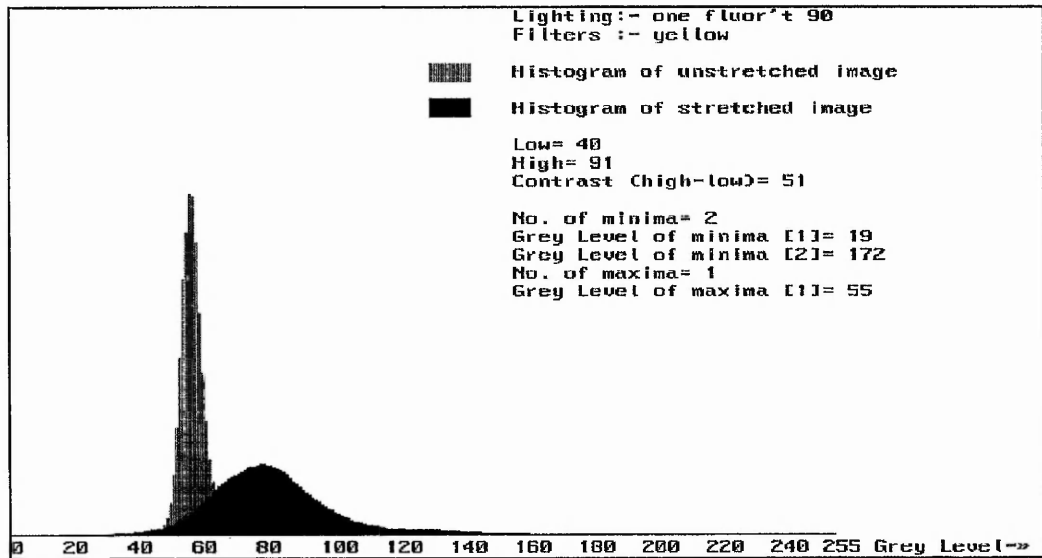 Lighting:- one fluor't 90
Filters :- yellow
Histogram of unstretched image
Histogram of stretched image
Low= 40
High= 91
Contrast (high-low)= 51
No. of minima= 2
Grey Level of minima [1]= 19
Grey Level of minima [2]= 172
No. of maxima= 1
Grey Level of maxima [1]= 55
0 20 40 60 80 100 120 140 160 180 200 220 240 255 Grey Level->>